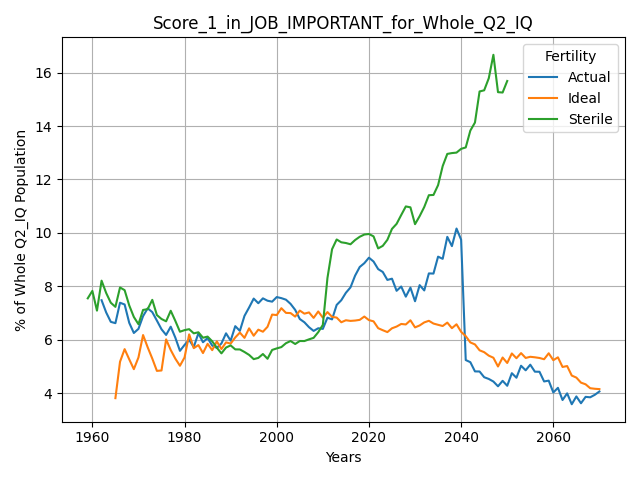 Score_1_in_JOB_IMPORTANT_for_Whole_Q2_IQ
Fertility
Actual
Ideal
Sterile
% of Whole Q2_IQ Population
16
14
12
10
8
6
4
1960
1980
2000
2020
2040
2060
Years